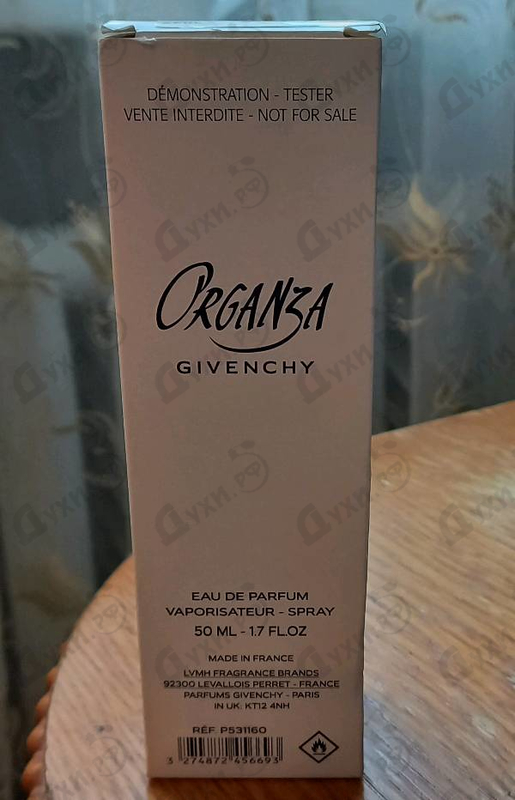 DÉMONSTRATION - TESTER
VENTE INTERDITE - NOT FOR SALE
ORGANZA
GIVENCHY
EAU DE PARFUM
VAPORISATEUR - SPRAY
50 ML - 1.7 FL.OZ
MADE IN FRANCE
LVMH FRAGRANCE BRANDS
92300 LEVALLOIS PERRET - FRANCE
PARFUMS GIVENCHY - PARIS
IN UK: KT12 4NH
RÉF. P531160
3 274872 456693
Духи.рф